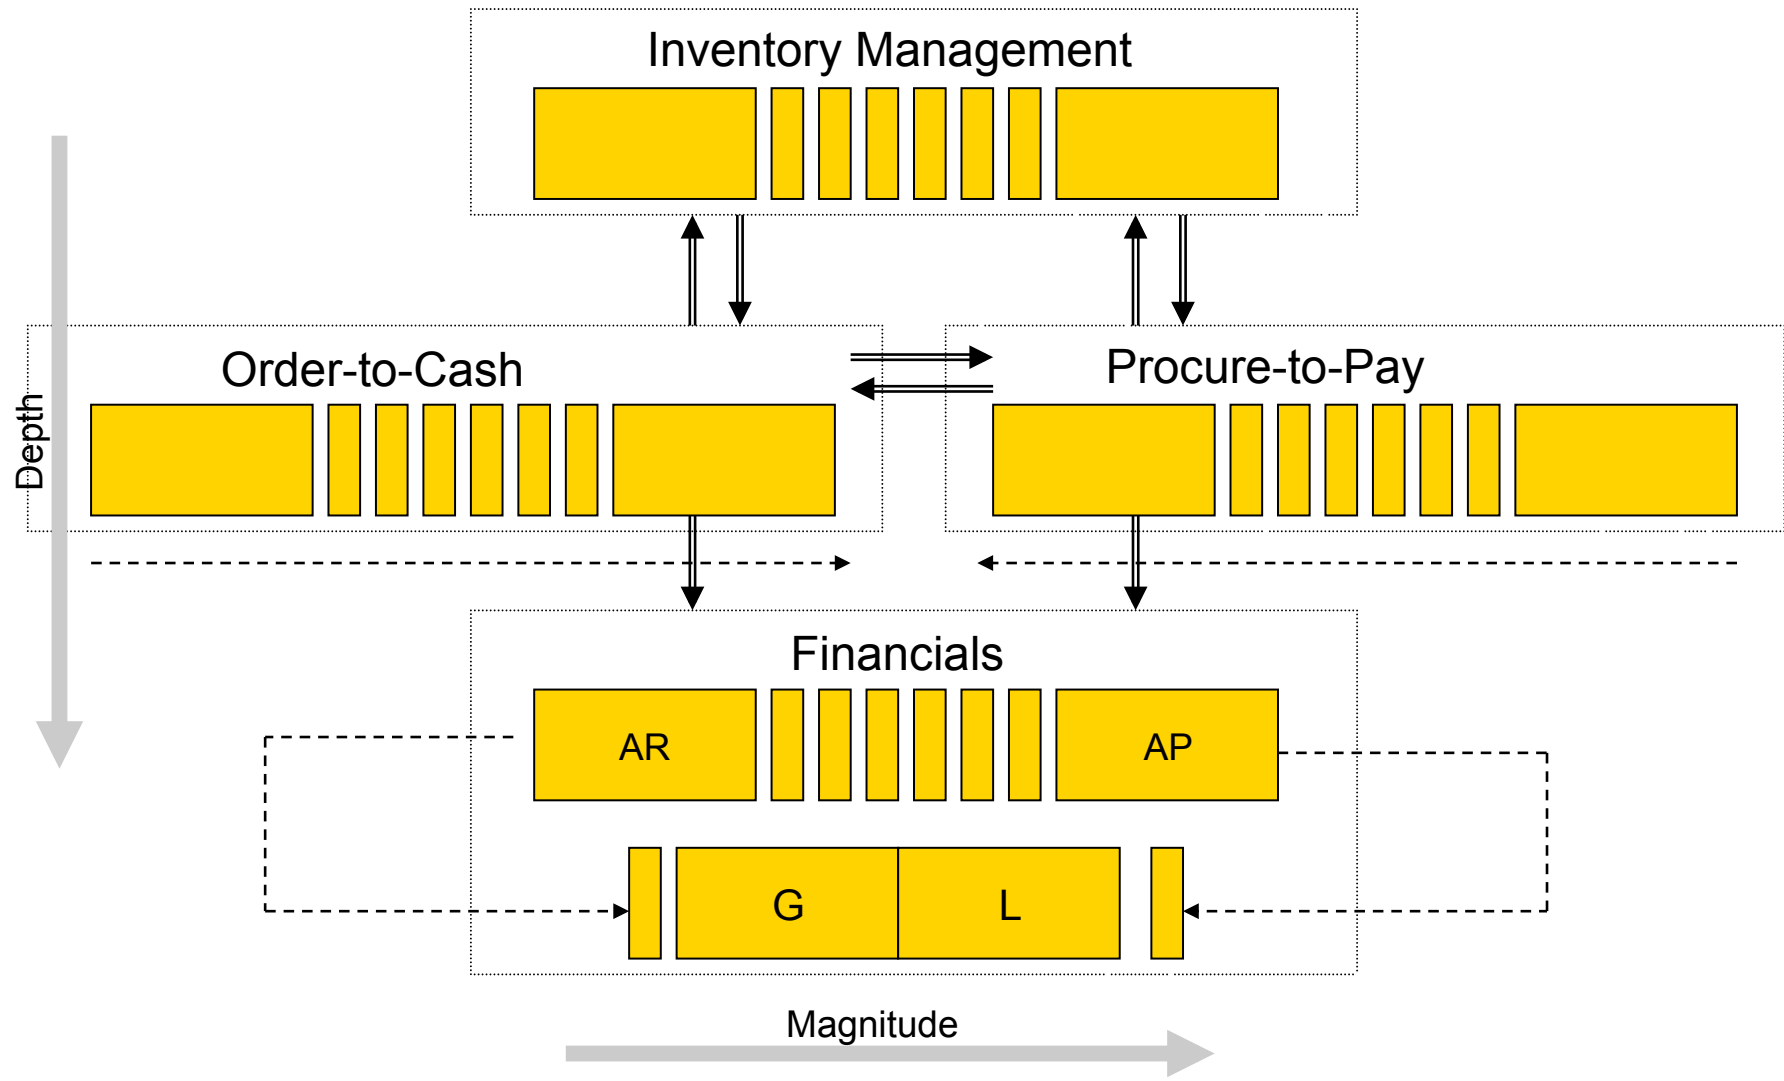 Inventory Management
Order-to-Cash
Procure-to-Pay
Depth
Financials
AR
AP
G
L
Magnitude